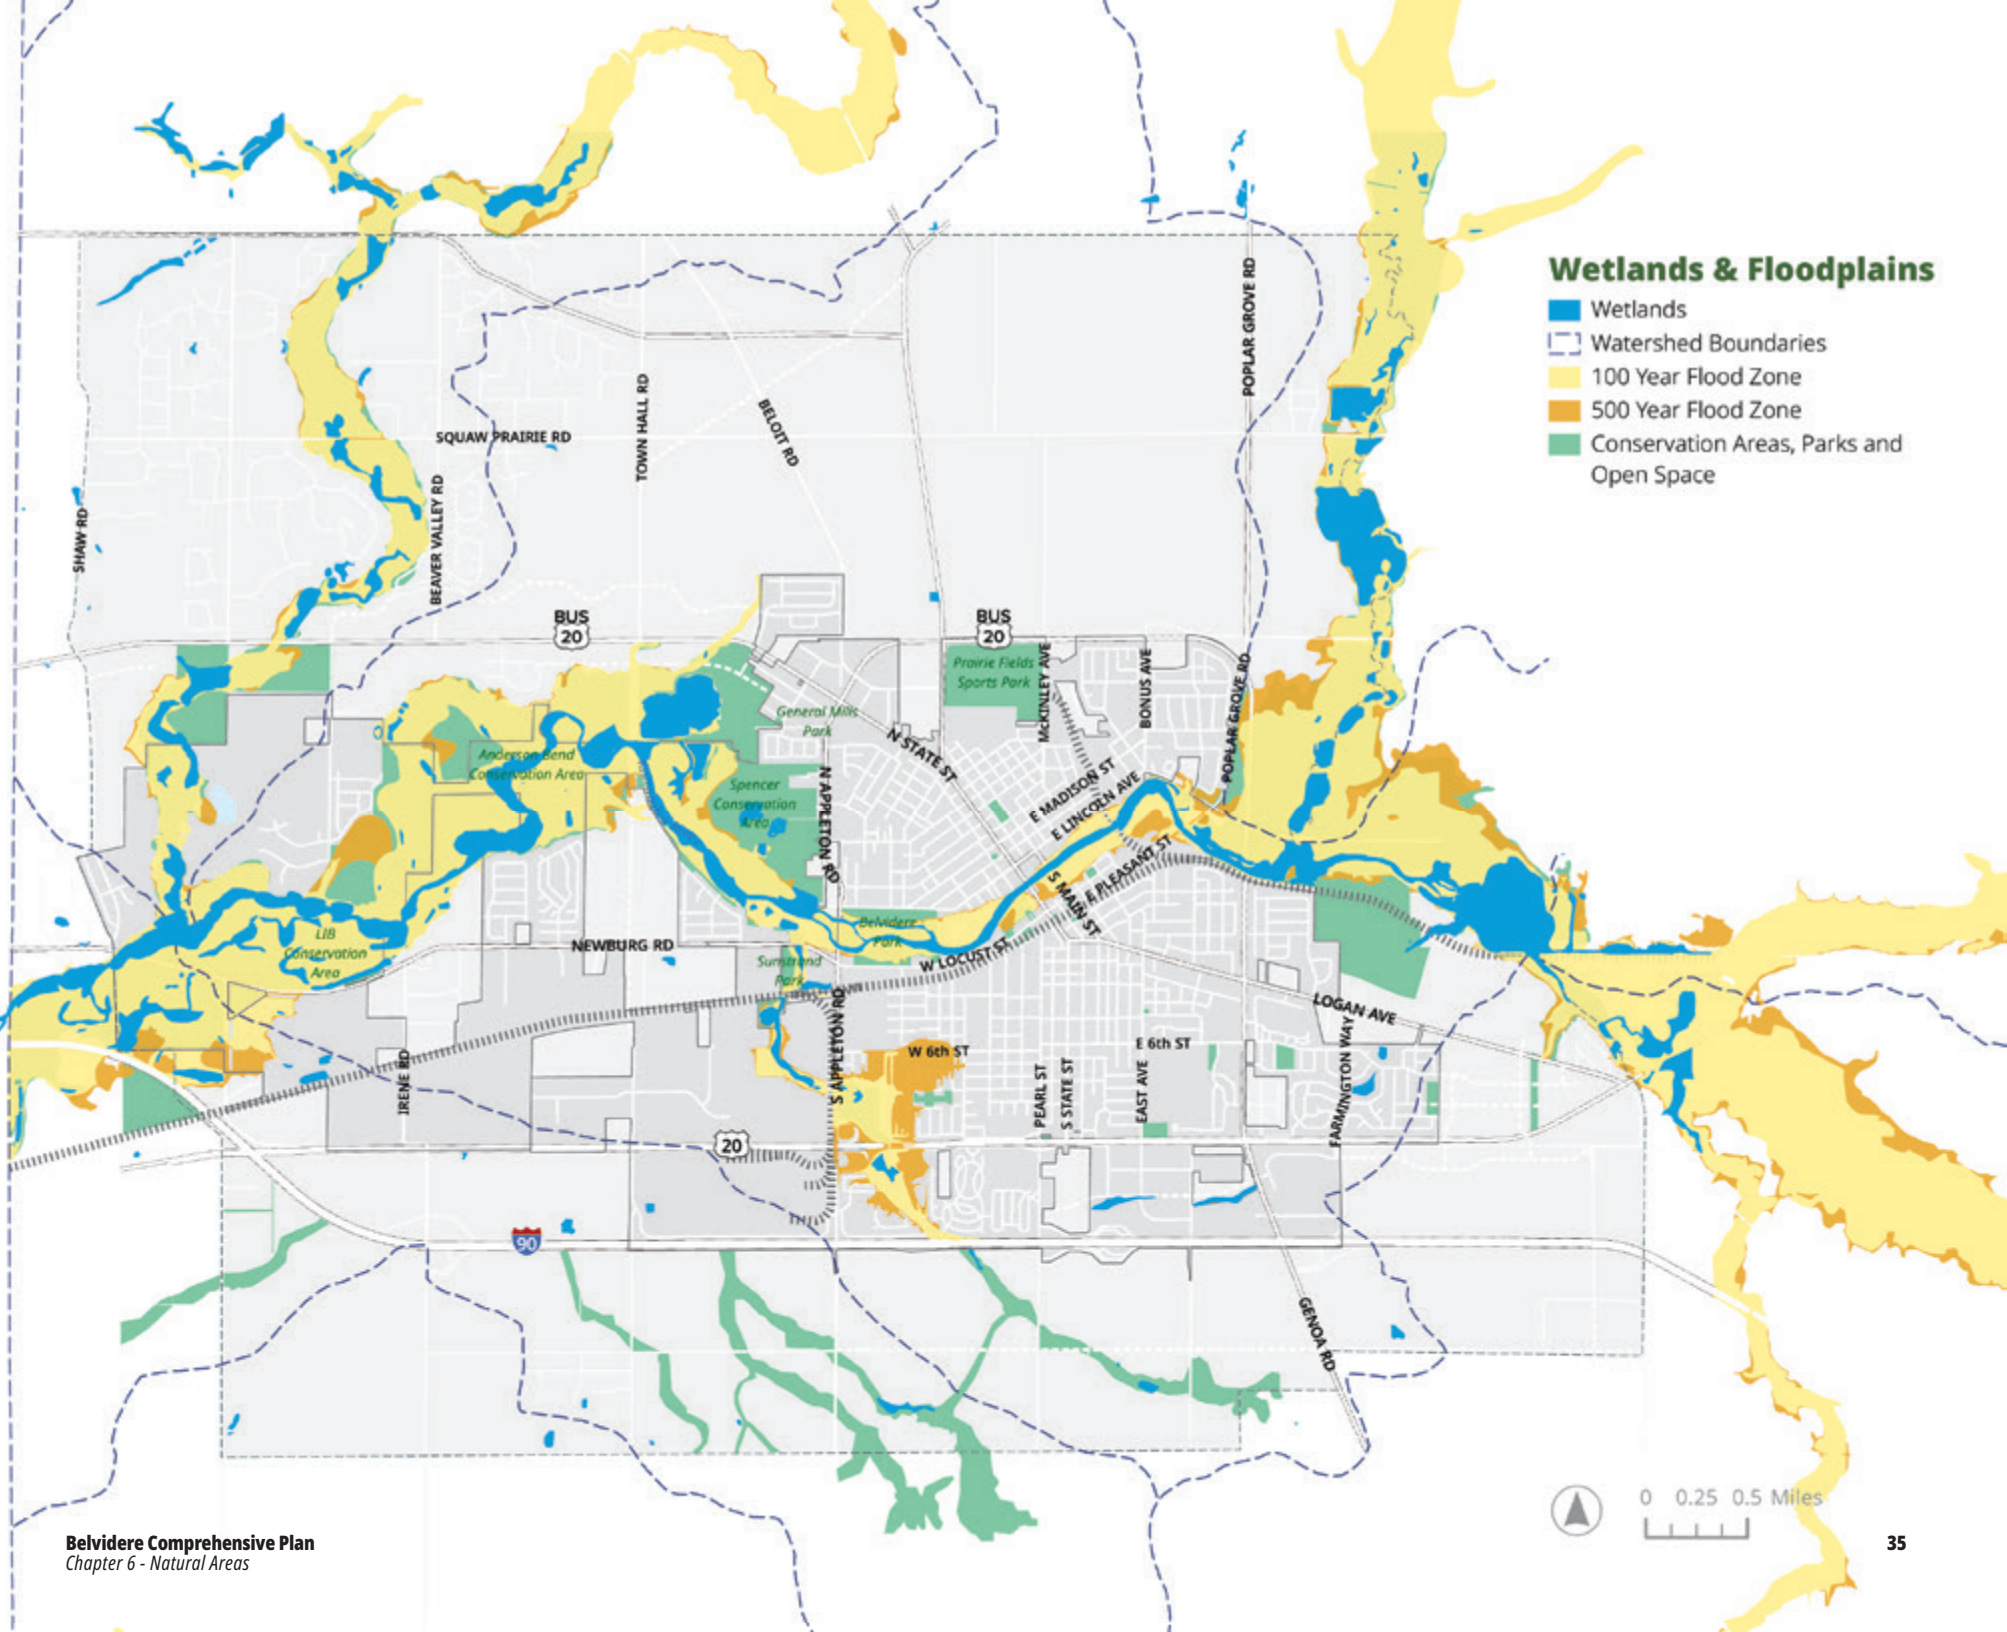 Wetlands & Floodplains
Wetlands
Watershed Boundaries
100 Year Flood Zone
500 Year Flood Zone
Conservation Areas, Parks and
Open Space
POPLAR GROVE RD
TOWN HALL RD
BELOIT RD
SQUAW PRAIRIE RD
BEAVER VALLEY RD
SHAW RD
BUS
20
BUS
20
Prairie Fields
Sports Park
McKINLEY AVE
BONUS AVE
POPLAR GROVE RD
General Mills
Park
N STATE ST
Anderson Bend
Conservation Area
Spencer
Conservation
Area
N APPLETON RD
E MADISON ST
E LINCOLN AVE
E PLEASANT ST
S MAIN ST
Belvidere
Park
LIB
Conservation
Area
NEWBURG RD
W LOCUST ST
Sunstrand
Park
S APPLETON RD
LOGAN AVE
W 6th ST
E 6th ST
IRENE RD
PEARL ST
S STATE ST
EAST AVE
FARMINGTON WAY
20
90
GENOA RD
0 0.25 0.5 Miles
Belvidere Comprehensive Plan
Chapter 6 - Natural Areas
35